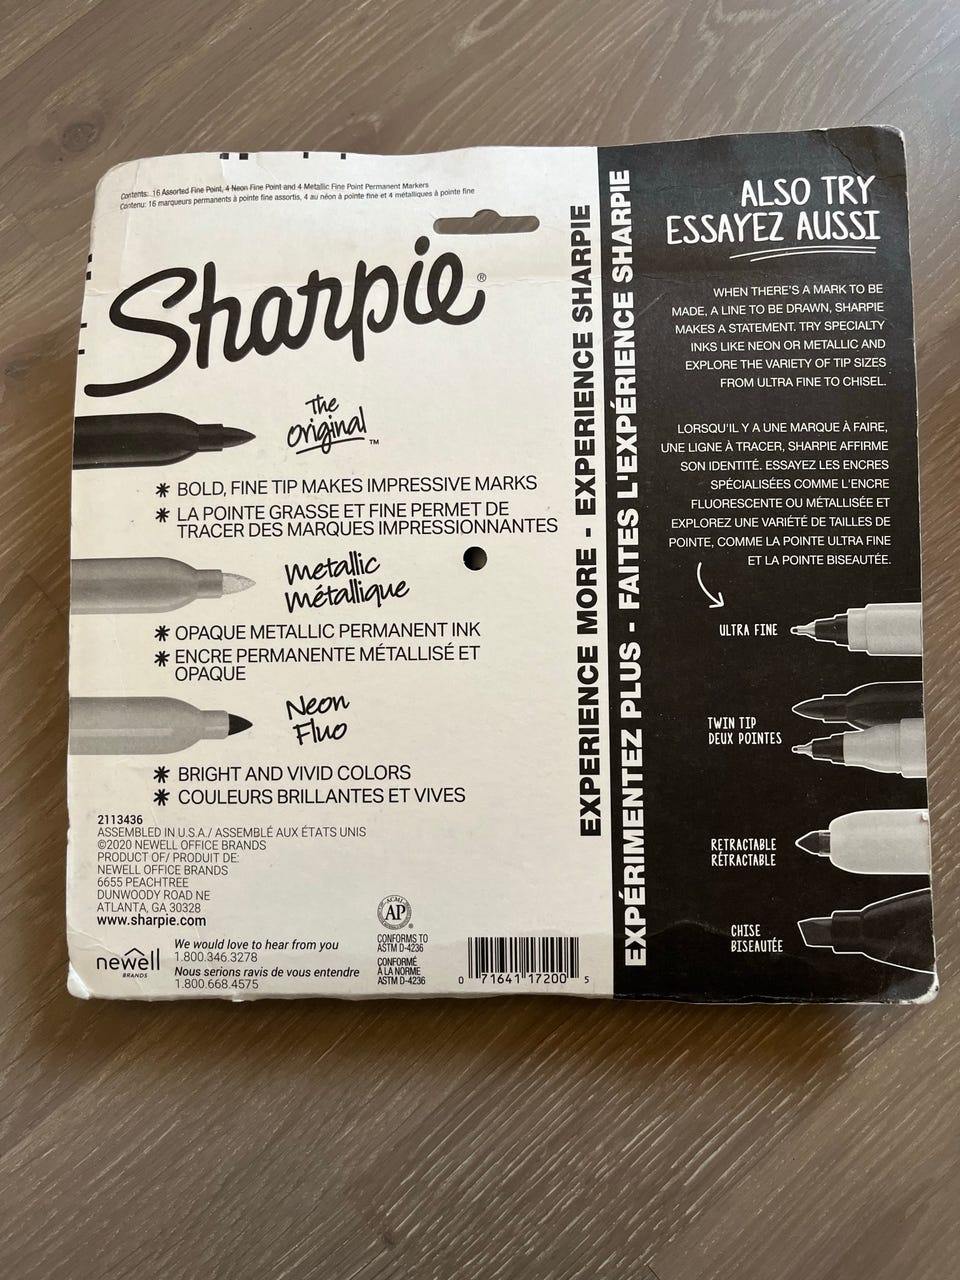 Contents: 16 Assorted Fine Point, 4 Neon Fine Point and 4 Metallic Fine Point Permanent Markers
Contenu: 16 marqueurs permanents à pointe fine assortis, 4 au néon à pointe fine et 4 métalliques à pointe fine
Sharpie®
The
Original™
* BOLD, FINE TIP MAKES IMPRESSIVE MARKS
* LA POINTE GRASSE ET FINE PERMET DE
TRACER DES MARQUES IMPRESSIONNANTES
Metallic
Métallique
* OPAQUE METALLIC PERMANENT INK
* ENCRE PERMANENTE MÉTALLISÉ ET
OPAQUE
Neon
Fluo
* BRIGHT AND VIVID COLORS
* COULEURS BRILLANTES ET VIVES
2113436
ASSEMBLED IN U.S.A./ ASSEMBLÉ AUX ÉTATS UNIS
©2020 NEWELL OFFICE BRANDS
PRODUCT OF/ PRODUIT DE:
NEWELL OFFICE BRANDS
6655 PEACHTREE
DUNWOODY ROAD NE
ATLANTA, GA 30328
www.sharpie.com
newell
BRANDS
We would love to hear from you
1.800.346.3278
Nous serions ravis de vous entendre
1.800.668.4575
ACMI
AP
CONFORMS TO
ASTM D-4236
CONFORMÉ
À LA NORME
ASTM D-4236
0 71641 17200 5
EXPERIENCE MORE - EXPERIENCE SHARPIE
EXPÉRIMENTEZ PLUS - FAITES L'EXPÉRIENCE SHARPIE
ALSO TRY
ESSAYEZ AUSSI
WHEN THERE'S A MARK TO BE
MADE, A LINE TO BE DRAWN, SHARPIE
MAKES A STATEMENT. TRY SPECIALTY
INKS LIKE NEON OR METALLIC AND
EXPLORE THE VARIETY OF TIP SIZES
FROM ULTRA FINE TO CHISEL.
LORSQU'IL Y A UNE MARQUE À FAIRE,
UNE LIGNE À TRACER, SHARPIE AFFIRME
SON IDENTITÉ. ESSAYEZ LES ENCRES
SPÉCIALISÉES COMME L'ENCRE
FLUORESCENTE OU MÉTALLISÉE ET
EXPLOREZ UNE VARIÉTÉ DE TAILLES DE
POINTE, COMME LA POINTE ULTRA FINE
ET LA POINTE BISEAUTÉE.
ULTRA FINE
TWIN TIP
DEUX POINTES
RETRACTABLE
RÉTRACTABLE
CHISE
BISEAUTÉE